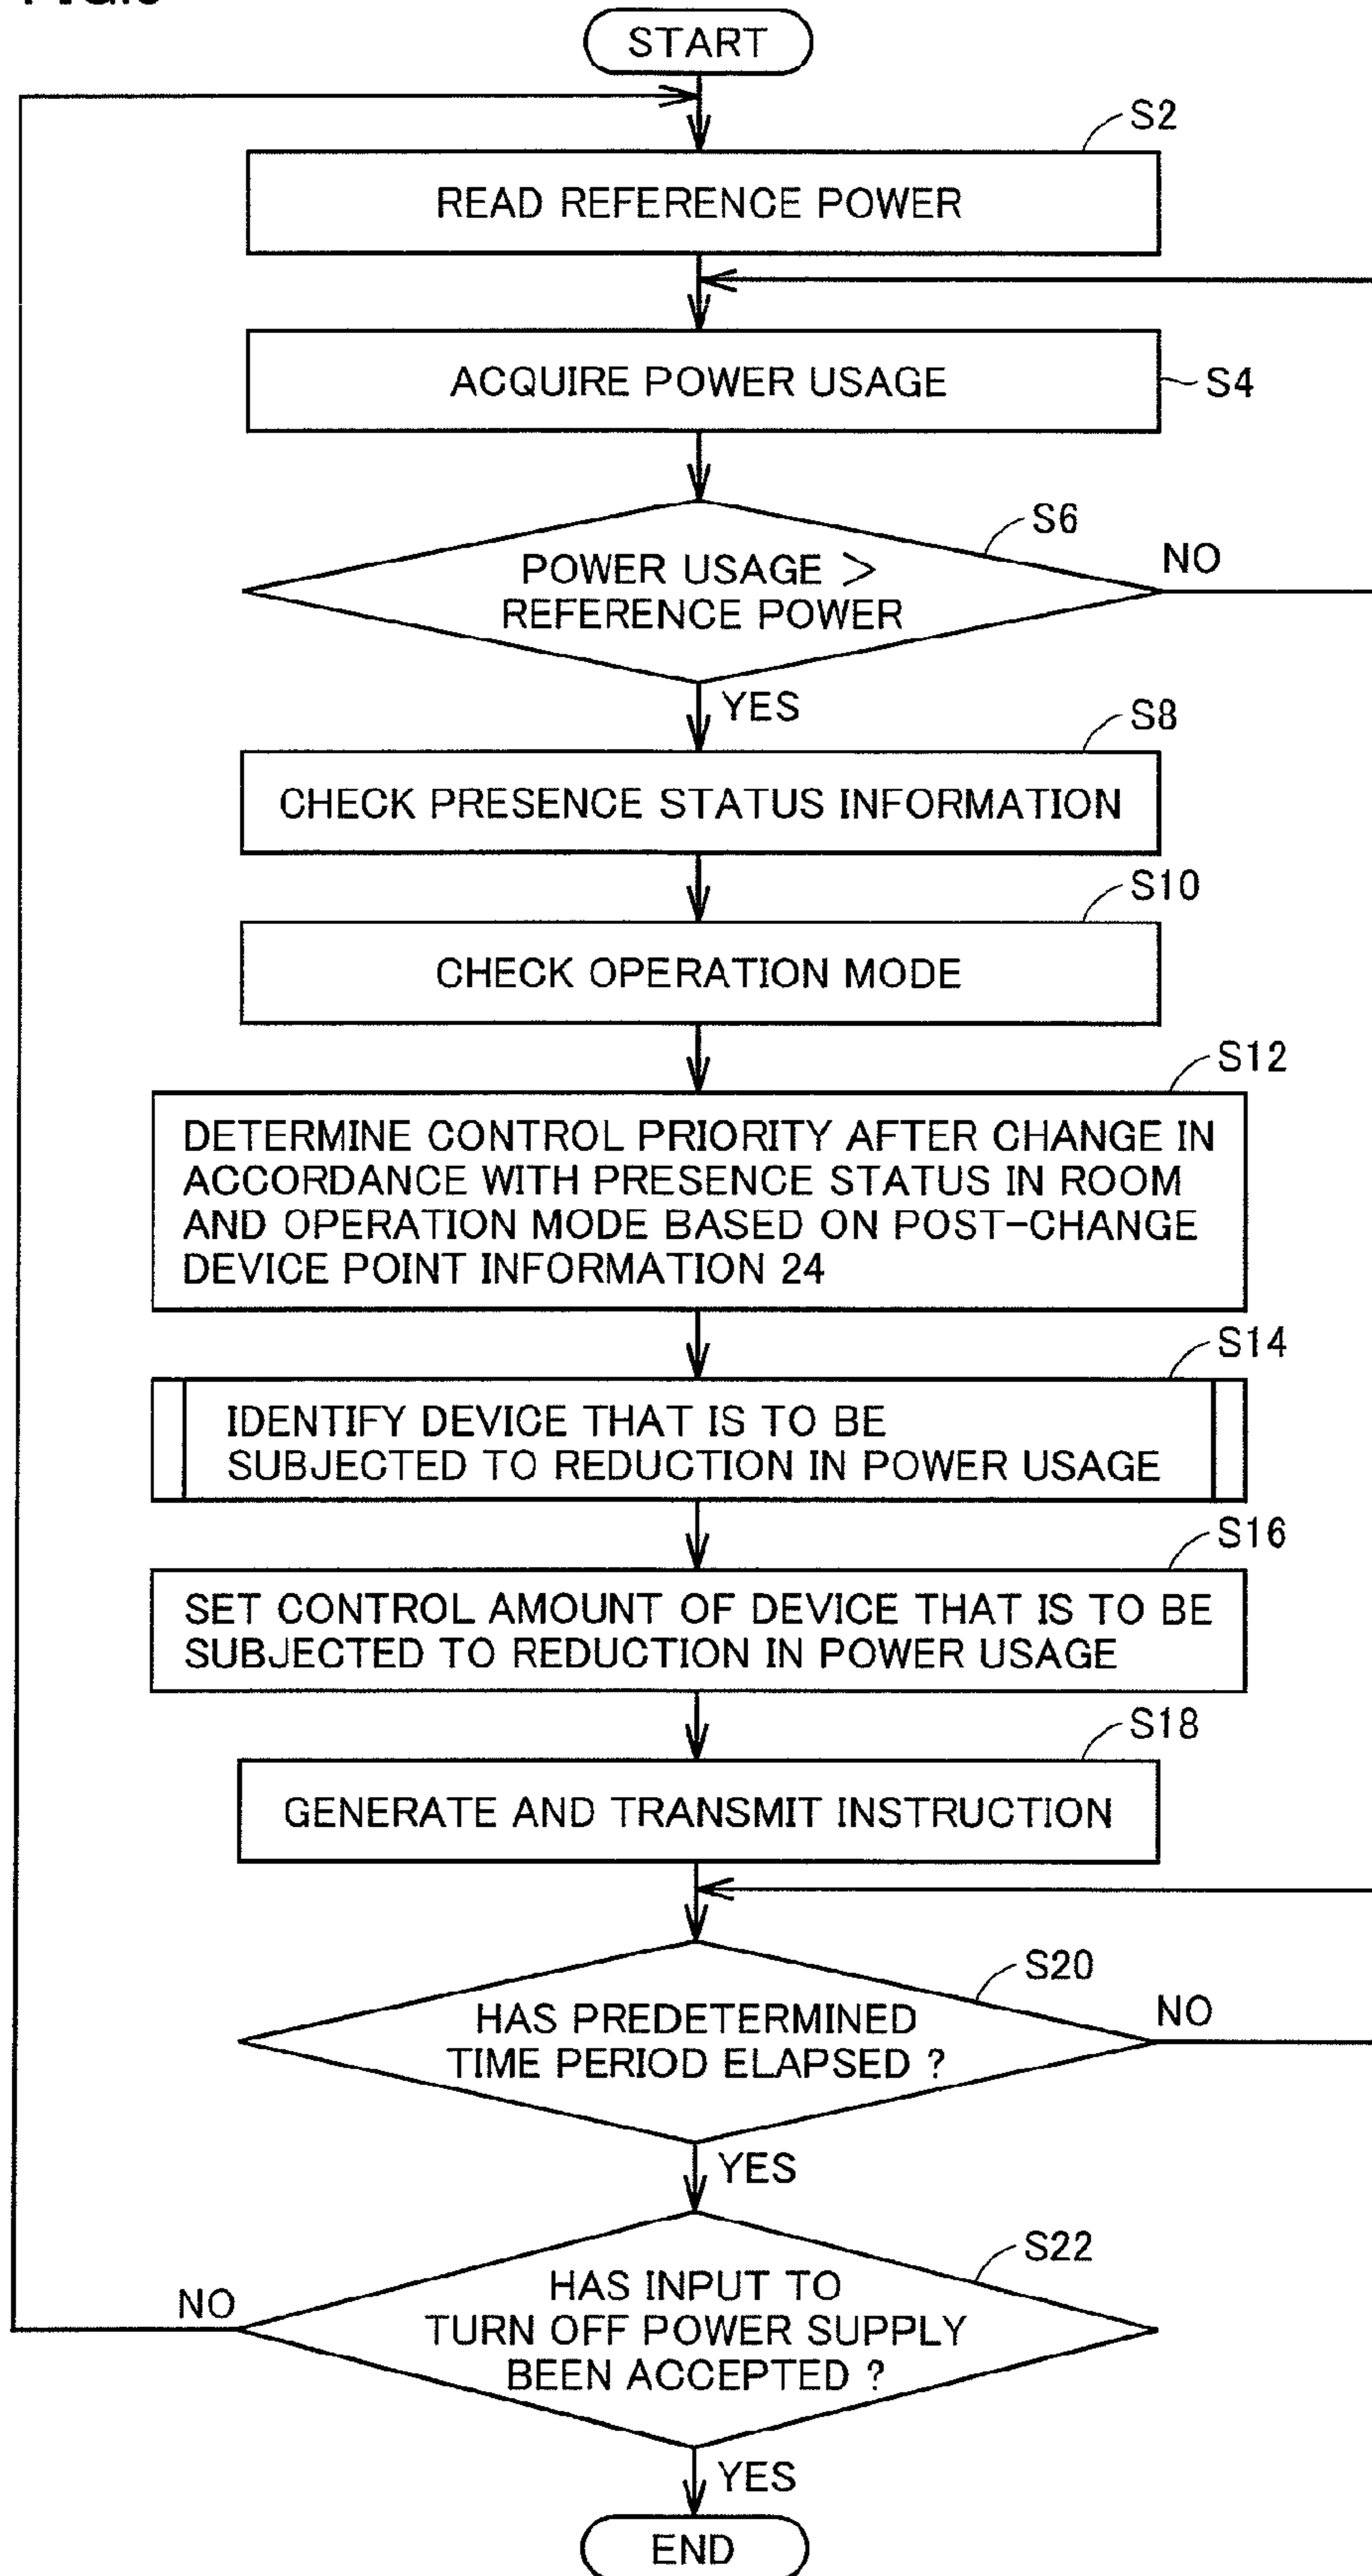 START
S2
READ REFERENCE POWER
ACQUIRE POWER USAGE
S4
S6
POWER USAGE >
REFERENCE POWER
NO
YES
S8
CHECK PRESENCE STATUS INFORMATION
S10
CHECK OPERATION MODE
S12
DETERMINE CONTROL PRIORITY AFTER CHANGE IN
ACCORDANCE WITH PRESENCE STATUS IN ROOM
AND OPERATION MODE BASED ON POST-CHANGE
DEVICE POINT INFORMATION 24
S14
IDENTIFY DEVICE THAT IS TO BE
SUBJECTED TO REDUCTION IN POWER USAGE
S16
SET CONTROL AMOUNT OF DEVICE THAT IS TO BE
SUBJECTED TO REDUCTION IN POWER USAGE
S18
GENERATE AND TRANSMIT INSTRUCTION
S20
HAS PREDETERMINED
TIME PERIOD ELAPSED ?
NO
YES
S22
HAS INPUT TO
TURN OFF POWER SUPPLY
BEEN ACCEPTED ?
NO
YES
END